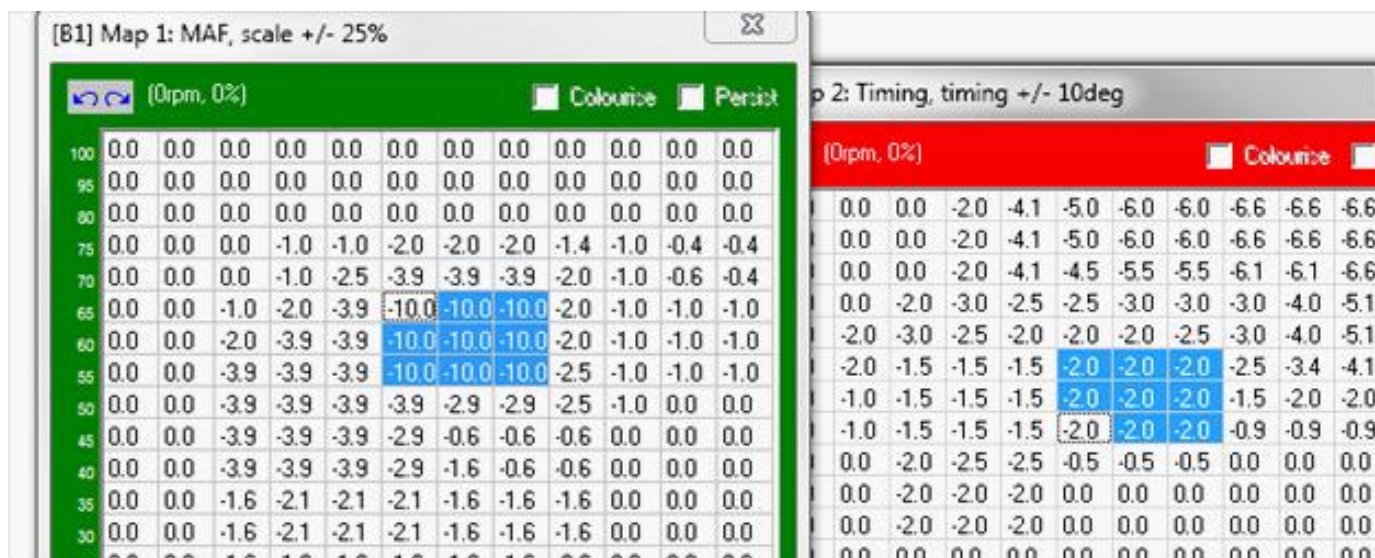 [B1] Map 1: MAF, scale +/- 25%
(0rpm, 0%) Colourise Persist
100 0.0 0.0 0.0 0.0 0.0 0.0 0.0 0.0 0.0 0.0 0.0 0.0
95 0.0 0.0 0.0 0.0 0.0 0.0 0.0 0.0 0.0 0.0 0.0 0.0
80 0.0 0.0 0.0 0.0 0.0 0.0 0.0 0.0 0.0 0.0 0.0 0.0
75 0.0 0.0 0.0 -1.0 -1.0 -2.0 -2.0 -2.0 -1.4 -1.0 -0.4 -0.4
70 0.0 0.0 0.0 -1.0 -2.5 -3.9 -3.9 -3.9 -2.0 -1.0 -0.6 -0.4
65 0.0 0.0 -1.0 -2.0 -3.9 -10.0 -10.0 -10.0 -2.0 -1.0 -1.0 -1.0
60 0.0 0.0 -2.0 -3.9 -3.9 -10.0 -10.0 -10.0 -2.0 -1.0 -1.0 -1.0
55 0.0 0.0 -3.9 -3.9 -3.9 -10.0 -10.0 -10.0 -2.5 -1.0 -1.0 -1.0
50 0.0 0.0 -3.9 -3.9 -3.9 -3.9 -2.9 -2.9 -2.5 -1.0 0.0 0.0
45 0.0 0.0 -3.9 -3.9 -3.9 -2.9 -0.6 -0.6 -0.6 0.0 0.0 0.0
40 0.0 0.0 -3.9 -3.9 -3.9 -2.9 -1.6 -0.6 -0.6 0.0 0.0 0.0
35 0.0 0.0 -1.6 -2.1 -2.1 -2.1 -1.6 -1.6 -1.6 0.0 0.0 0.0
30 0.0 0.0 -1.6 -2.1 -2.1 -2.1 -1.6 -1.6 -1.6 0.0 0.0 0.0
p 2: Timing, timing +/- 10deg
(0rpm, 0%) Colourise
0.0 0.0 -2.0 -4.1 -5.0 -6.0 -6.0 -6.6 -6.6 -6.6
0.0 0.0 -2.0 -4.1 -5.0 -6.0 -6.0 -6.6 -6.6 -6.6
0.0 0.0 -2.0 -4.1 -4.5 -5.5 -5.5 -6.1 -6.1 -6.6
0.0 -2.0 -3.0 -2.5 -2.5 -3.0 -3.0 -3.0 -4.0 -5.1
-2.0 -3.0 -2.5 -2.0 -2.0 -2.0 -2.5 -3.0 -4.0 -5.1
-2.0 -1.5 -1.5 -1.5 -2.0 -2.0 -2.0 -2.5 -3.4 -4.1
-1.0 -1.5 -1.5 -1.5 -2.0 -2.0 -2.0 -1.5 -2.0 -2.0
-1.0 -1.5 -1.5 -1.5 -2.0 -2.0 -2.0 -0.9 -0.9 -0.9
0.0 -2.0 -2.5 -2.5 -0.5 -0.5 -0.5 0.0 0.0 0.0
0.0 -2.0 -2.0 -2.0 0.0 0.0 0.0 0.0 0.0 0.0
0.0 -2.0 -2.0 -2.0 0.0 0.0 0.0 0.0 0.0 0.0